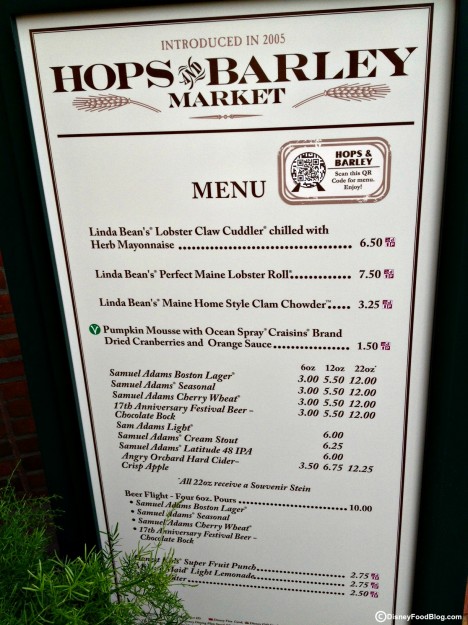 INTRODUCED IN 2005
HOPS AND BARLEY
MARKET
HOPS &
BARLEY
Scan this QR
Code for menu.
Enjoy!
MENU
Linda Bean's® Lobster Claw Cuddler® chilled with
Herb Mayonnaise 6.50
Linda Bean's® Perfect Maine Lobster Roll® 7.50
Linda Bean's® Maine Home Style Clam Chowder™ 3.25
V Pumpkin Mousse with Ocean Spray® Craisins® Brand
Dried Cranberries and Orange Sauce 1.50
6oz 12oz 22oz*
Samuel Adams Boston Lager® 3.00 5.50 12.00
Samuel Adams® Seasonal 3.00 5.50 12.00
Samuel Adams® Cherry Wheat® 3.00 5.50 12.00
17th Anniversary Festival Beer – 3.00 5.50 12.00
Chocolate Bock
Sam Adams Light® 6.00
Samuel Adams® Cream Stout 6.25
Samuel Adams® Latitude 48 IPA 6.00
Angry Orchard Hard Cider– 3.50 6.75 12.25
Crisp Apple
*All 22oz receive a Souvenir Stein
Beer Flight - Four 6oz. Pours 10.00
• Samuel Adams Boston Lager®
• Samuel Adams® Seasonal
• Samuel Adams® Cherry Wheat®
• 17th Anniversary Festival Beer –
Chocolate Bock
Super Fruit Punch 2.75
Light Lemonade 2.75
2.50
©DisneyFoodBlog.com